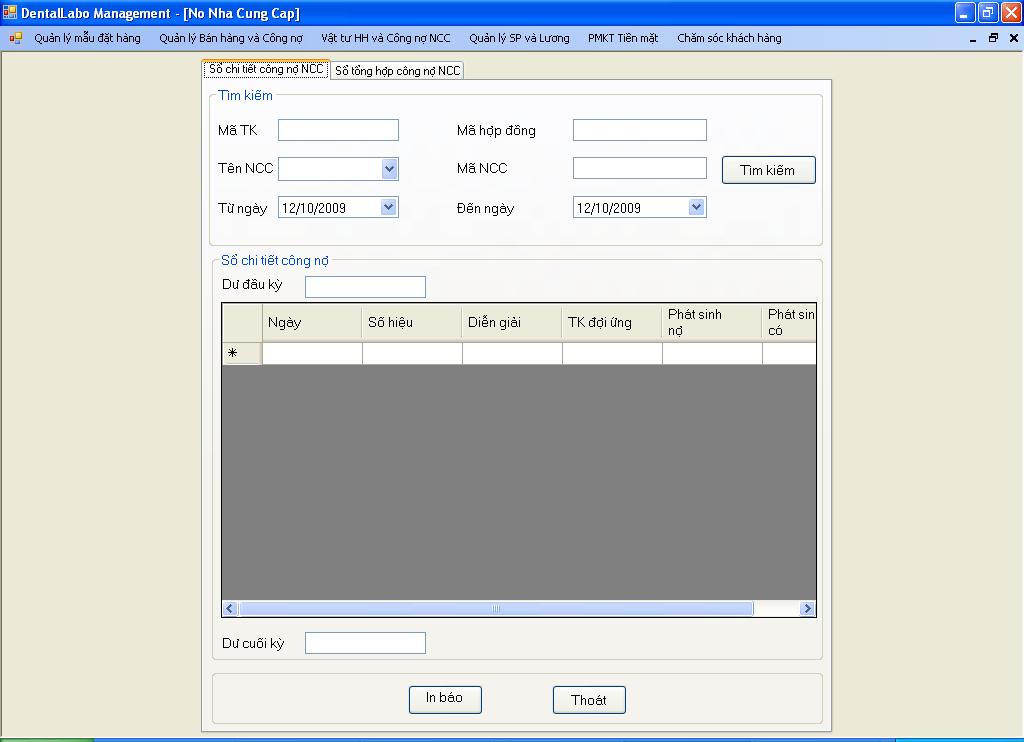 DentalLabo Management - [No Nha Cung Cap]
Quản lý mẫu đặt hàng Quản lý Bán hàng và Công nợ Vật tư HH và Công nợ NCC Quản lý SP và Lương PMKT Tiền mặt Chăm sóc khách hàng
Sổ chi tiết công nợ NCC Sổ tổng hợp công nợ NCC
Tìm kiếm
Mã TK Mã hợp đồng
Tên NCC Mã NCC Tìm kiếm
Từ ngày 12/10/2009 Đến ngày 12/10/2009
Sổ chi tiết công nợ
Dư đầu kỳ
Ngày Số hiệu Diễn giải TK đợi ứng Phát sinh nợ Phát sin có
*
Dư cuối kỳ
In báo Thoát